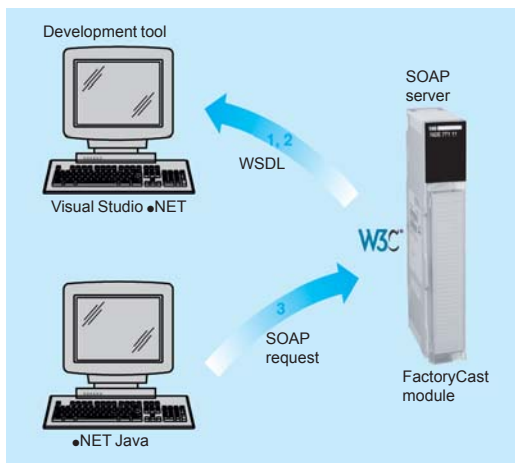 Development tool
SOAP
server
1, 2
WSDL
Visual Studio •NET
W3C
3
SOAP
request
FactoryCast
module
•NET Java